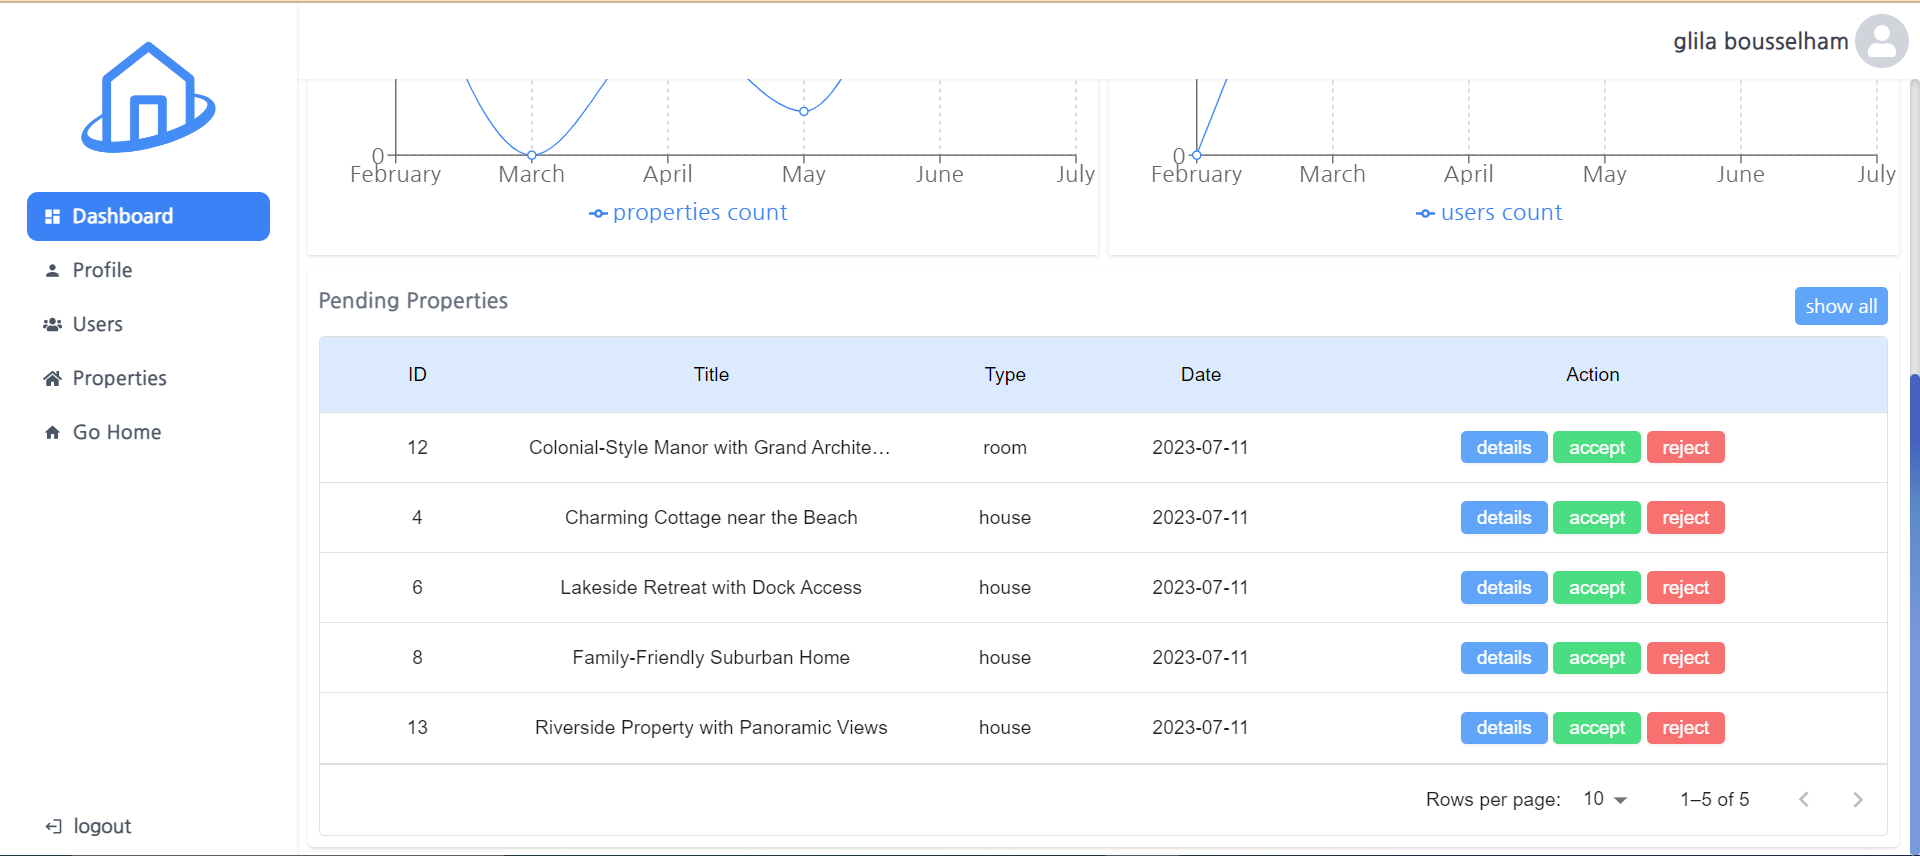 glila bousselham
Dashboard
Profile
Users
Properties
Go Home
logout
0
February March April May June July
properties count
0
February March April May June July
users count
Pending Properties
show all
ID Title Type Date Action
12 Colonial-Style Manor with Grand Archite... room 2023-07-11 details accept reject
4 Charming Cottage near the Beach house 2023-07-11 details accept reject
6 Lakeside Retreat with Dock Access house 2023-07-11 details accept reject
8 Family-Friendly Suburban Home house 2023-07-11 details accept reject
13 Riverside Property with Panoramic Views house 2023-07-11 details accept reject
Rows per page: 10 1–5 of 5